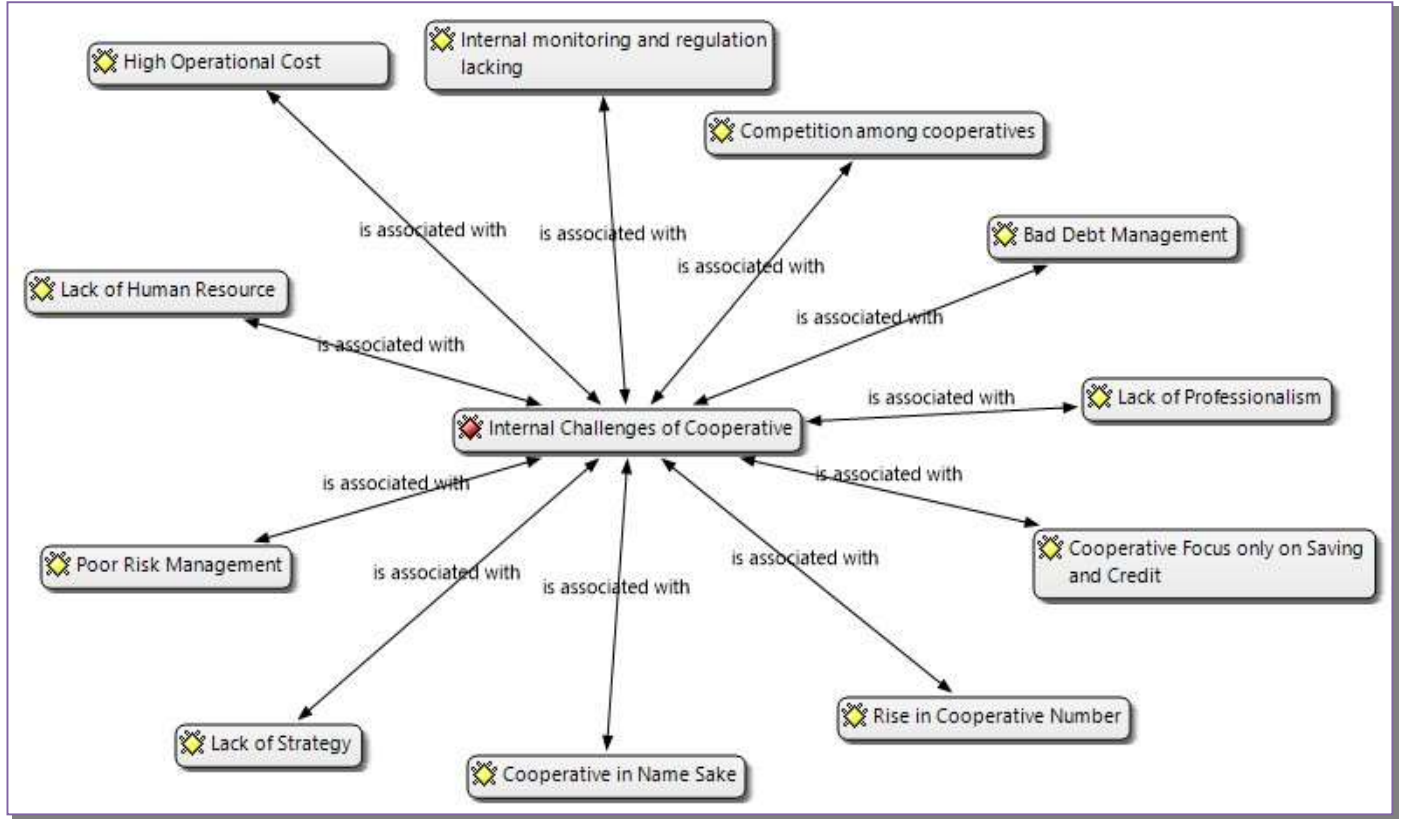 High Operational Cost
Internal monitoring and regulation
lacking
Competition among cooperatives
is associated with
is associated with
is associated with
Bad Debt Management
Lack of Human Resource
is associated with
is associated with
is associated with
Lack of Professionalism
Internal Challenges of Cooperative
is associated with
is associated with
Poor Risk Management
Cooperative Focus only on Saving
and Credit
is associated with
is associated with
is associated with
Lack of Strategy
Cooperative in Name Sake
Rise in Cooperative Number